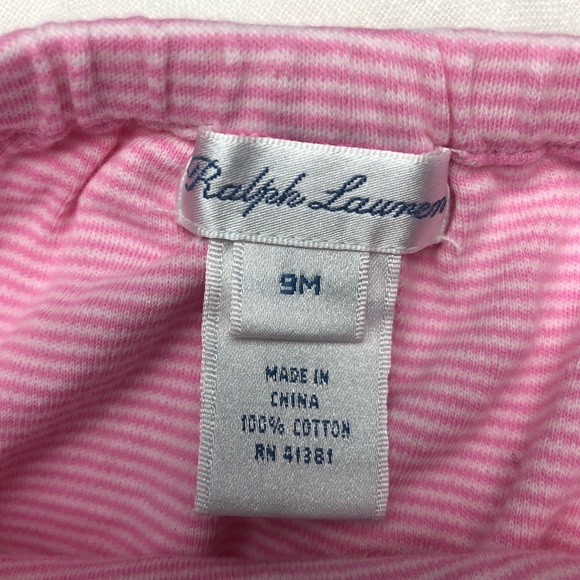 Ralph Lauren
9M
MADE IN
CHINA
100% COTTON
RN 41381